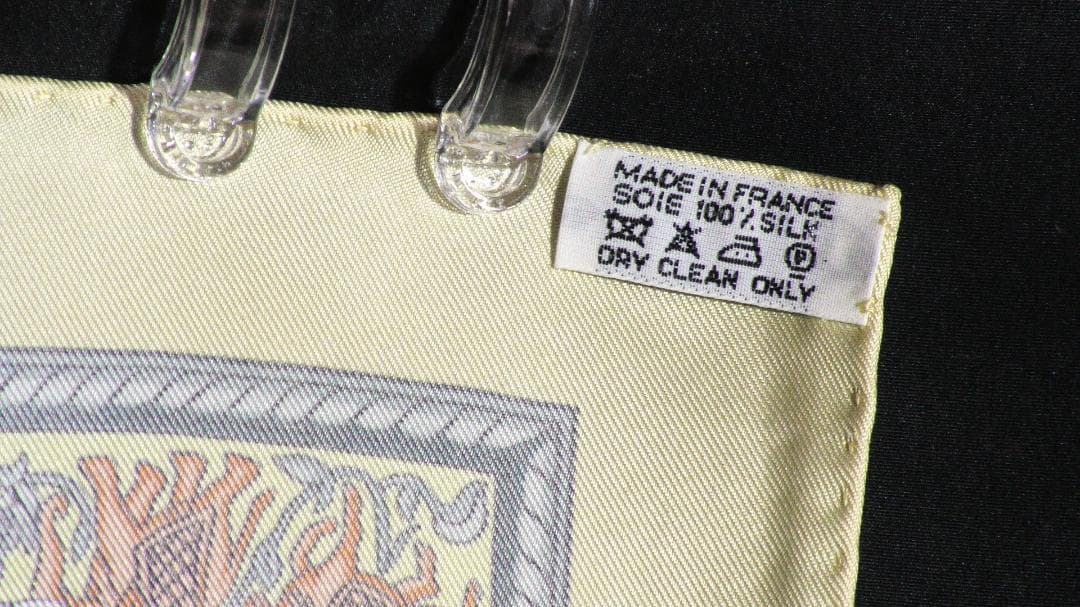 MADE IN FRANCE
SOIE 100% SILK
P
DRY CLEAN ONLY